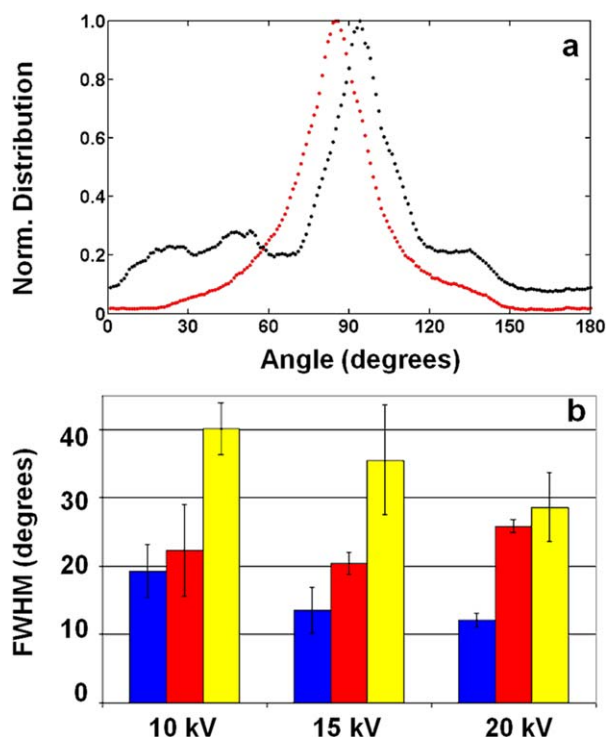 1.0
a
0.8
0.6
0.4
0.2
0
0 30 60 90 120 150 180
Norm. Distribution
Angle (degrees)
b
40
30
20
10
0
FWHM (degrees)
10 kV 15 kV 20 kV